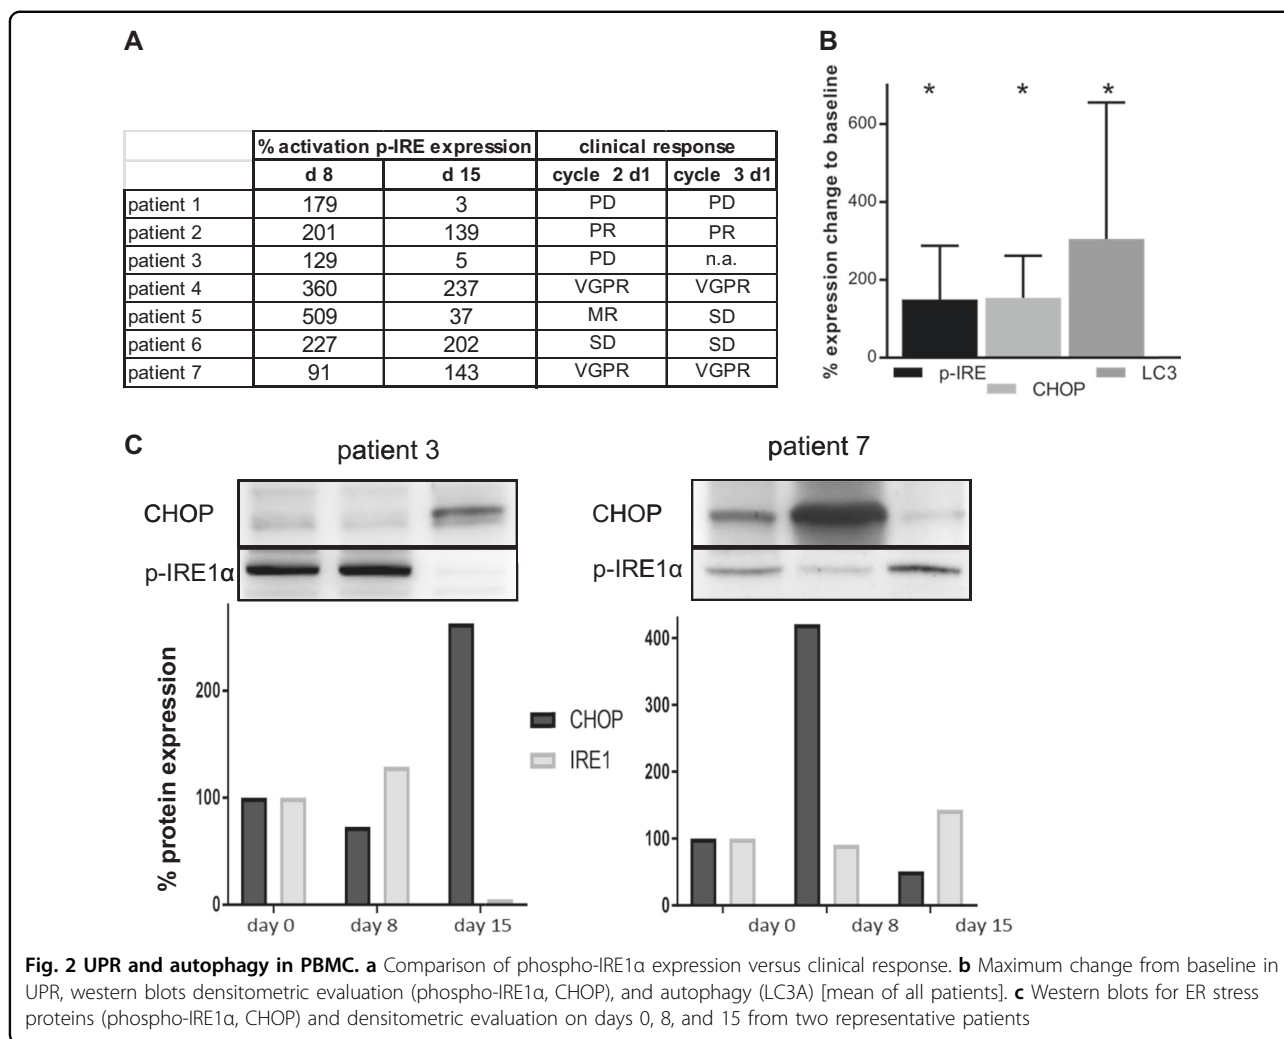 A
% activation p-IRE expression clinical response
d 8 d 15 cycle 2 d1 cycle 3 d1
patient 1 179 3 PD PD
patient 2 201 139 PR PR
patient 3 129 5 PD n.a.
patient 4 360 237 VGPR VGPR
patient 5 509 37 MR SD
patient 6 227 202 SD SD
patient 7 91 143 VGPR VGPR
B
% expression change to baseline
* * *
600
400
200
0
p-IRE
CHOP
LC3
C
patient 3
CHOP
p-IRE1α
% protein expression
200
100
0
day 0 day 8 day 15
CHOP
IRE1
patient 7
CHOP
p-IRE1α
400
300
200
100
0
day 0 day 8 day 15
Fig. 2 UPR and autophagy in PBMC. a Comparison of phospho-IRE1α expression versus clinical response. b Maximum change from baseline in
UPR, western blots densitometric evaluation (phospho-IRE1α, CHOP), and autophagy (LC3A) [mean of all patients]. c Western blots for ER stress
proteins (phospho-IRE1α, CHOP) and densitometric evaluation on days 0, 8, and 15 from two representative patients